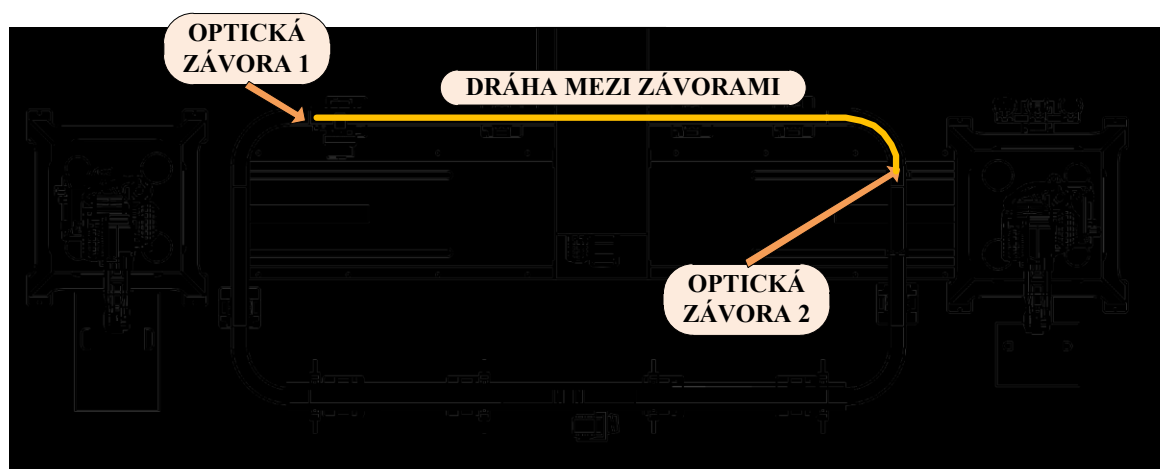 OPTICKÁ
ZÁVORA 1
DRÁHA MEZI ZÁVORAMI
OPTICKÁ
ZÁVORA 2